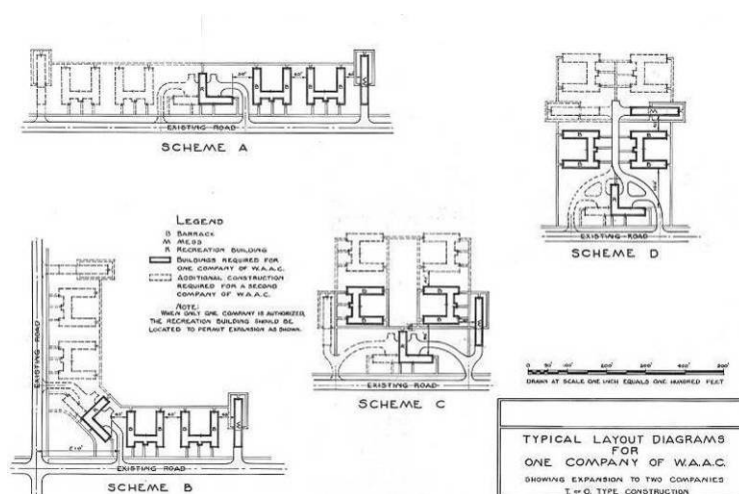 EXISTING ROAD
SCHEME A
LEGEND
B BARRACK
M MESS
R RECREATION BUILDING
BUILDINGS REQUIRED FOR
ONE COMPANY OF W.A.A.C.
ADDITIONAL CONSTRUCTION
REQUIRED FOR A SECOND
COMPANY OF W.A.A.C.
NOTE:
WHEN ONLY ONE COMPANY IS AUTHORIZED,
THE RECREATION BUILDING SHOULD BE
LOCATED TO PERMIT EXPANSION AS SHOWN.
EXISTING ROAD
EXISTING ROAD
SCHEME B
EXISTING ROAD
SCHEME C
EXISTING ROAD
SCHEME D
DRAWN AT SCALE ONE INCH EQUALS ONE HUNDRED FEET
TYPICAL LAYOUT DIAGRAMS
FOR
ONE COMPANY OF W.A.A.C.
SHOWING EXPANSION TO TWO COMPANIES
T. OF O. TYPE CONSTRUCTION